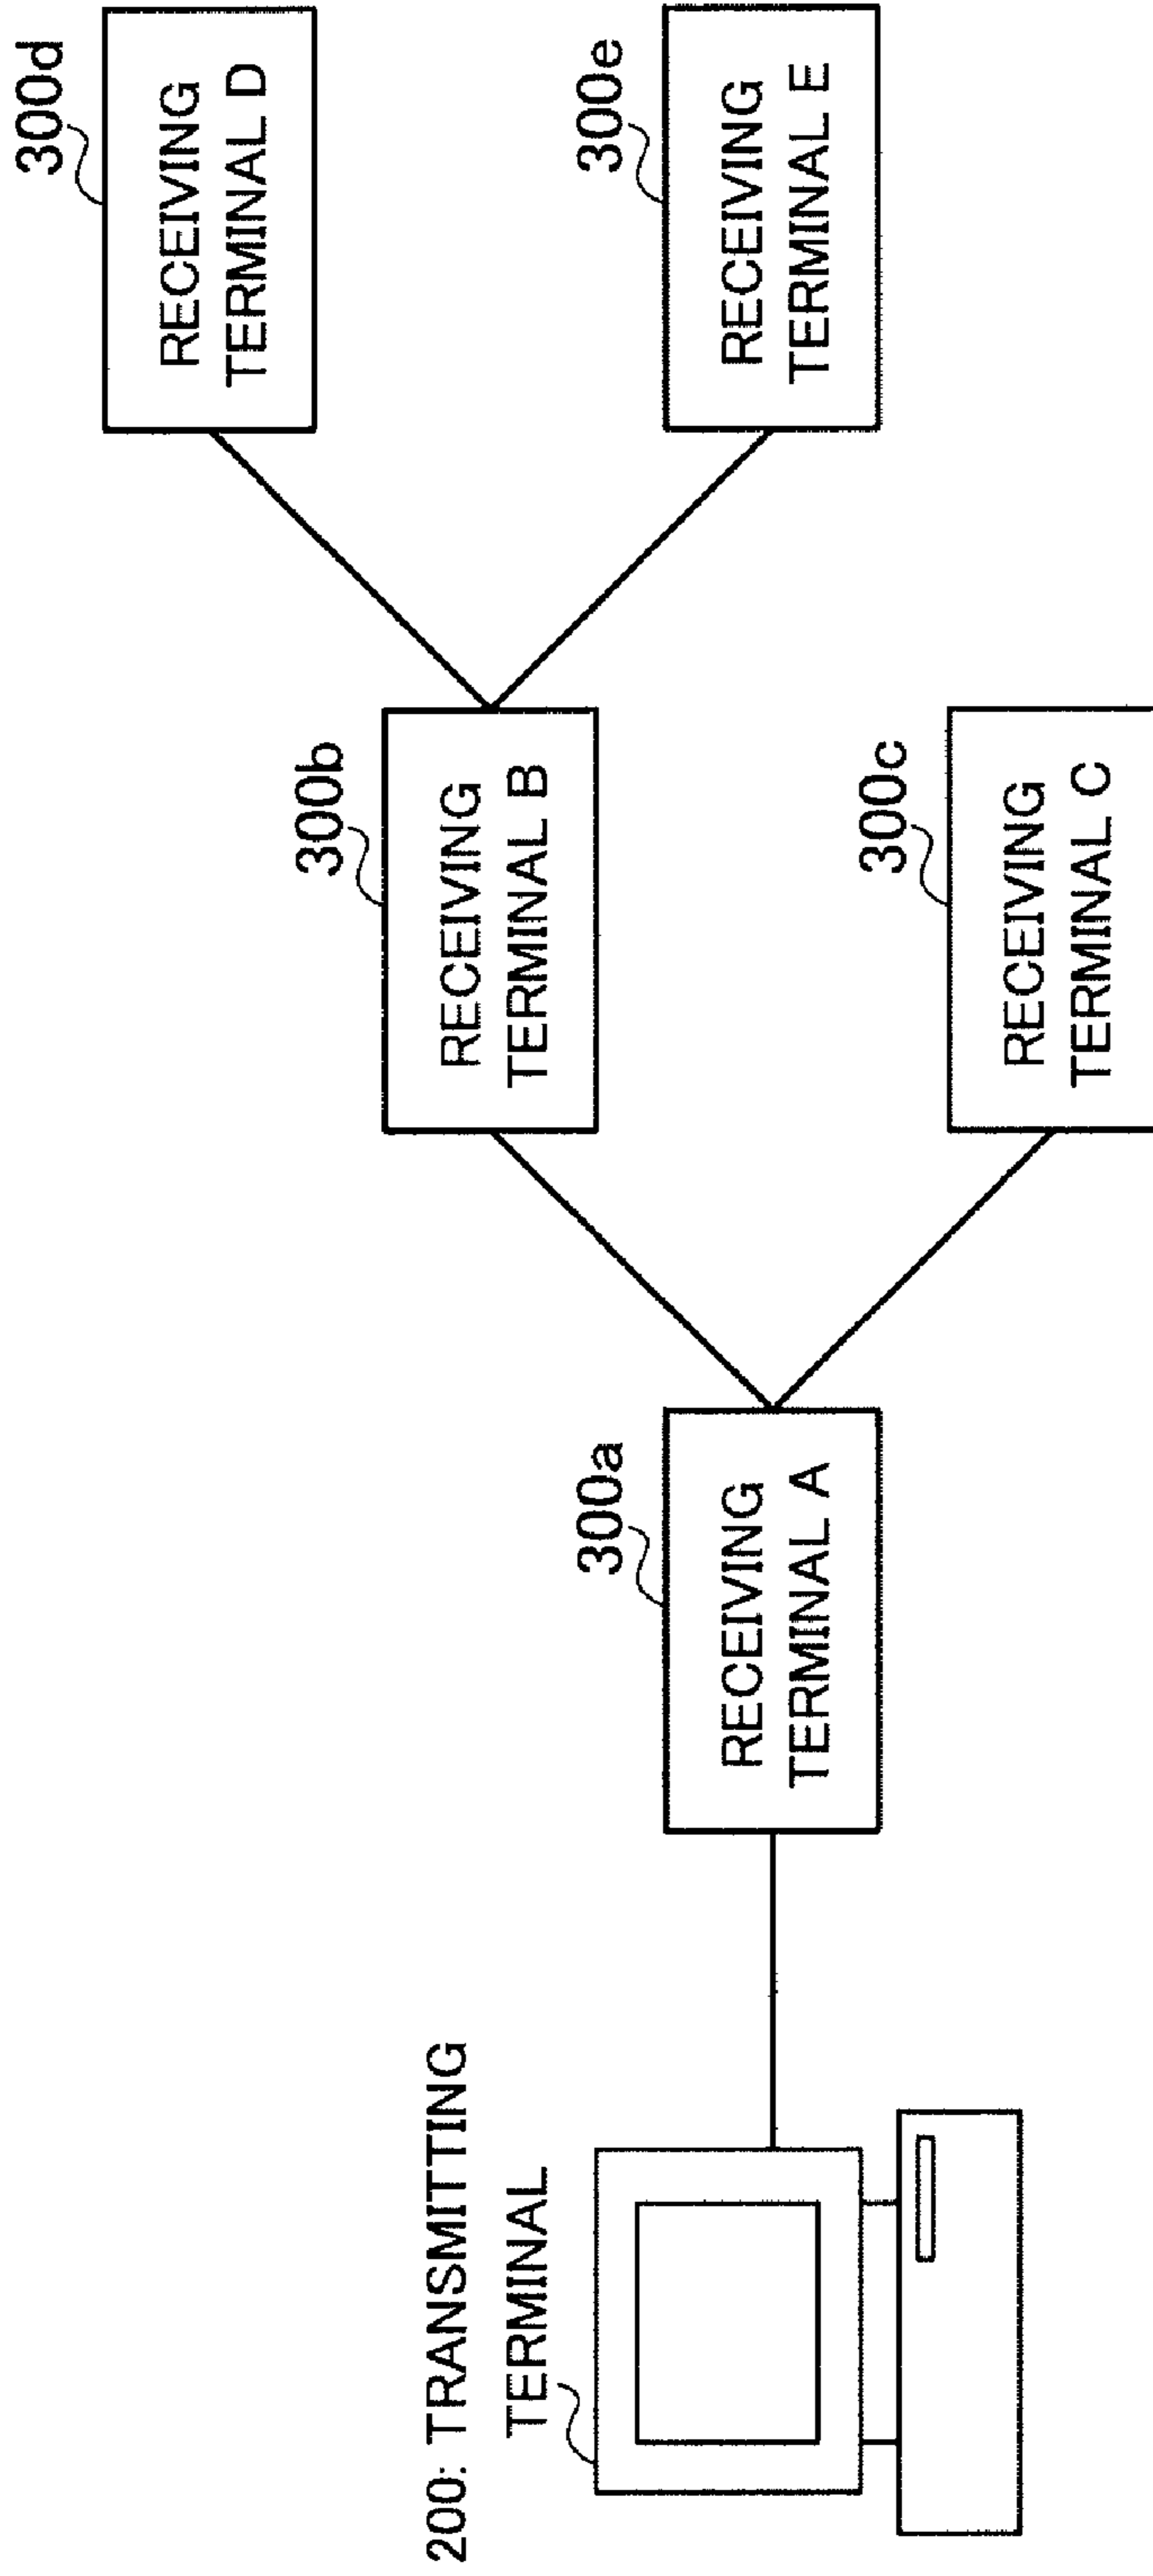 200: TRANSMITTING
TERMINAL
300a
RECEIVING
TERMINAL A
300b
RECEIVING
TERMINAL B
300c
RECEIVING
TERMINAL C
300d
RECEIVING
TERMINAL D
300e
RECEIVING
TERMINAL E